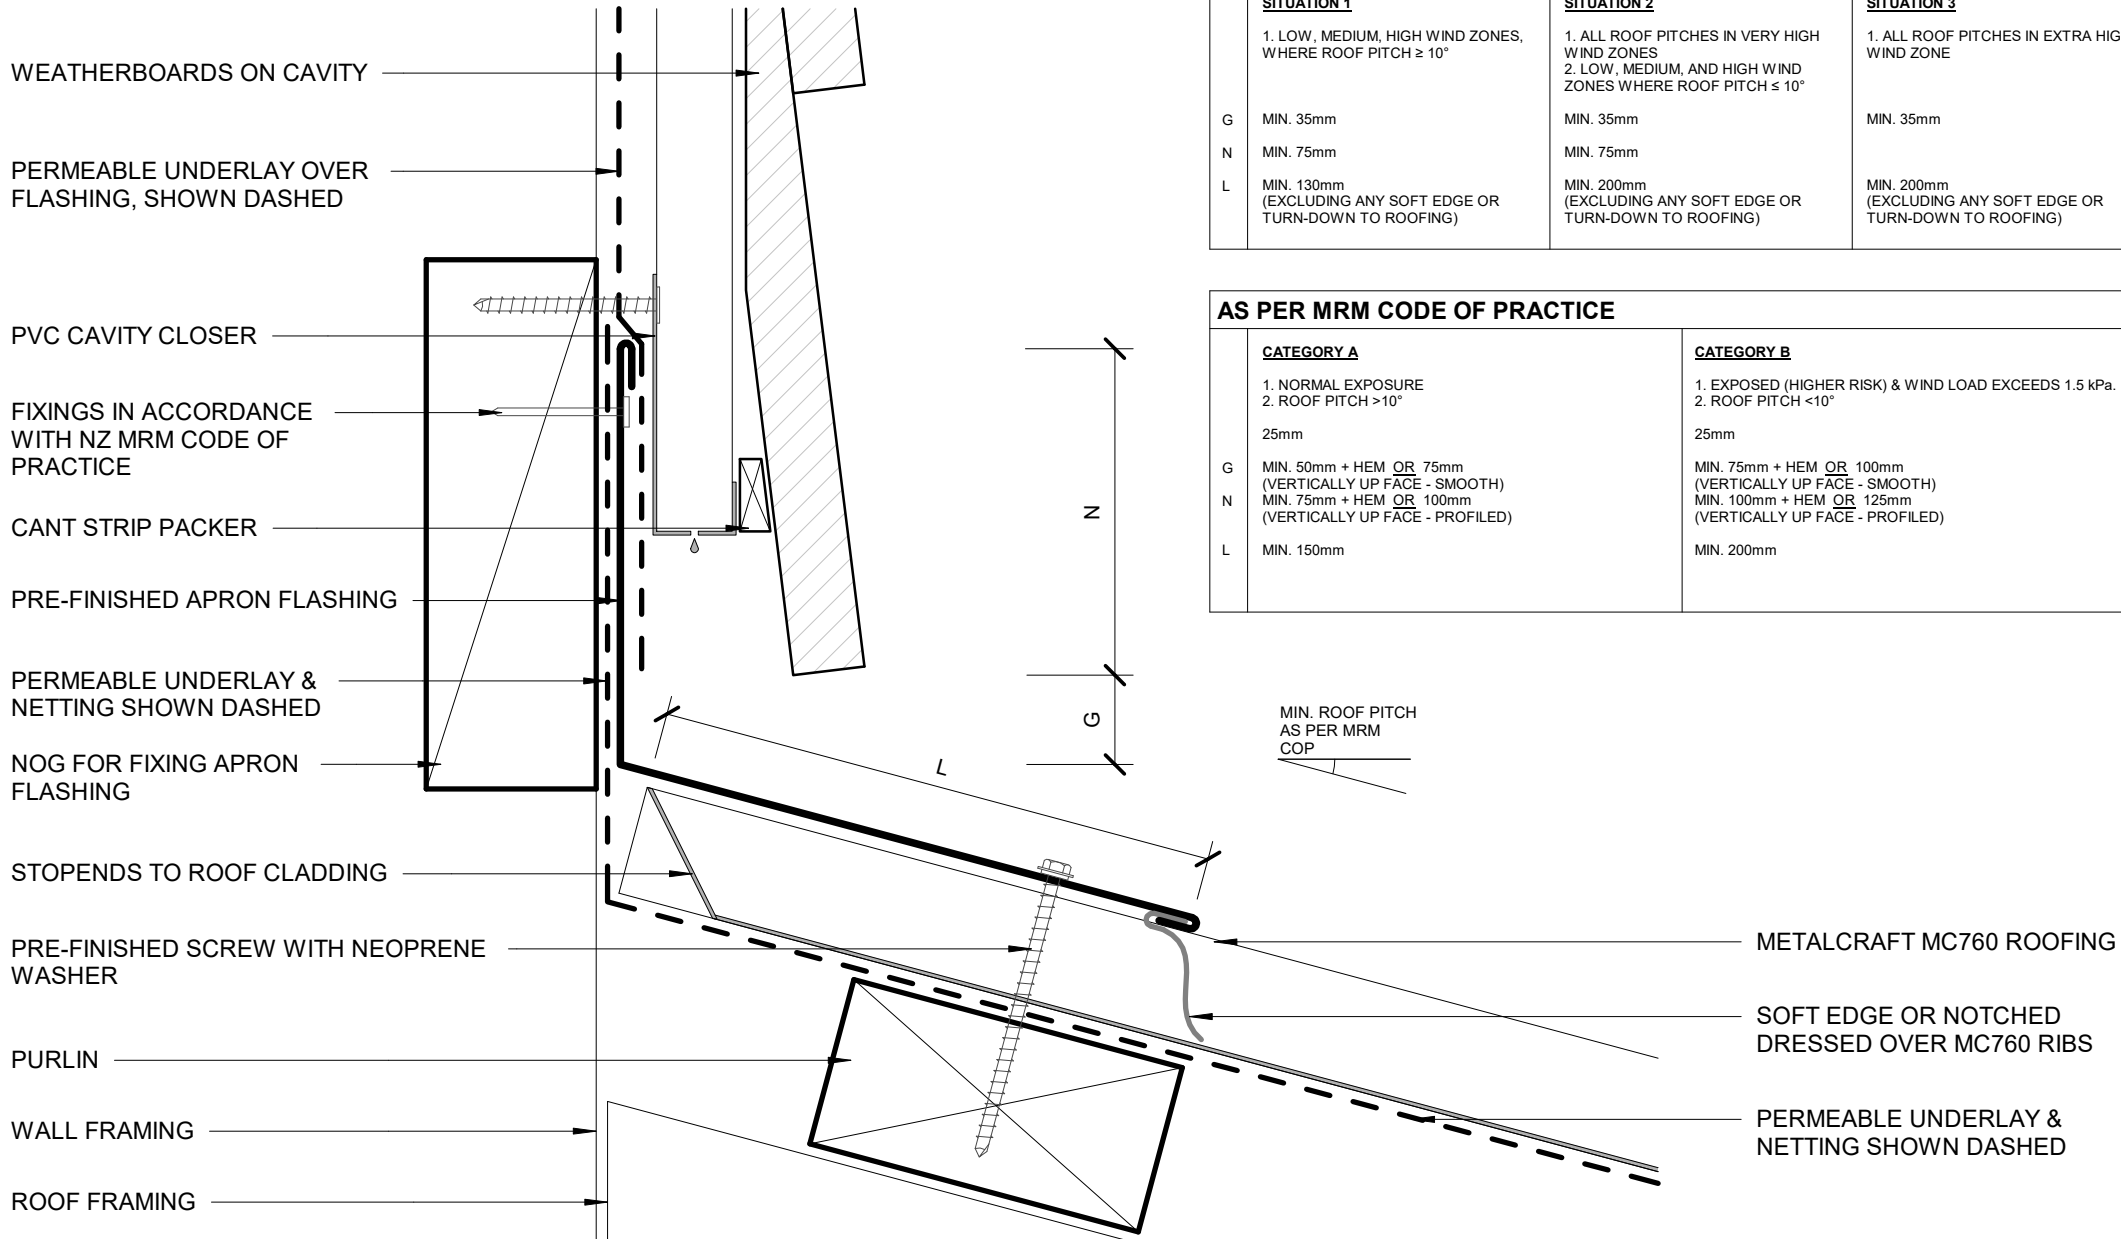 WEATHERBOARDS ON CAVITY
PERMEABLE UNDERLAY OVER
FLASHING, SHOWN DASHED
PVC CAVITY CLOSER
FIXINGS IN ACCORDANCE
WITH NZ MRM CODE OF
PRACTICE
CANT STRIP PACKER
PRE-FINISHED APRON FLASHING
PERMEABLE UNDERLAY &
NETTING SHOWN DASHED
NOG FOR FIXING APRON
FLASHING
STOPENDS TO ROOF CLADDING
PRE-FINISHED SCREW WITH NEOPRENE
WASHER
PURLIN
WALL FRAMING
ROOF FRAMING
N
G
L
SITUATION 1
1. LOW, MEDIUM, HIGH WIND ZONES,
WHERE ROOF PITCH ≥ 10°
SITUATION 2
1. ALL ROOF PITCHES IN VERY HIGH
WIND ZONES
2. LOW, MEDIUM, AND HIGH WIND
ZONES WHERE ROOF PITCH ≤ 10°
SITUATION 3
1. ALL ROOF PITCHES IN EXTRA HIG
WIND ZONE
G MIN. 35mm MIN. 35mm MIN. 35mm
N MIN. 75mm MIN. 75mm
L MIN. 130mm
(EXCLUDING ANY SOFT EDGE OR
TURN-DOWN TO ROOFING)
MIN. 200mm
(EXCLUDING ANY SOFT EDGE OR
TURN-DOWN TO ROOFING)
MIN. 200mm
(EXCLUDING ANY SOFT EDGE OR
TURN-DOWN TO ROOFING)
AS PER MRM CODE OF PRACTICE
CATEGORY A
1. NORMAL EXPOSURE
2. ROOF PITCH >10°
25mm
G MIN. 50mm + HEM OR 75mm
(VERTICALLY UP FACE - SMOOTH)
N MIN. 75mm + HEM OR 100mm
(VERTICALLY UP FACE - PROFILED)
L MIN. 150mm
CATEGORY B
1. EXPOSED (HIGHER RISK) & WIND LOAD EXCEEDS 1.5 kPa.
2. ROOF PITCH <10°
25mm
MIN. 75mm + HEM OR 100mm
(VERTICALLY UP FACE - SMOOTH)
MIN. 100mm + HEM OR 125mm
(VERTICALLY UP FACE - PROFILED)
MIN. 200mm
MIN. ROOF PITCH
AS PER MRM
COP
METALCRAFT MC760 ROOFING
SOFT EDGE OR NOTCHED
DRESSED OVER MC760 RIBS
PERMEABLE UNDERLAY &
NETTING SHOWN DASHED